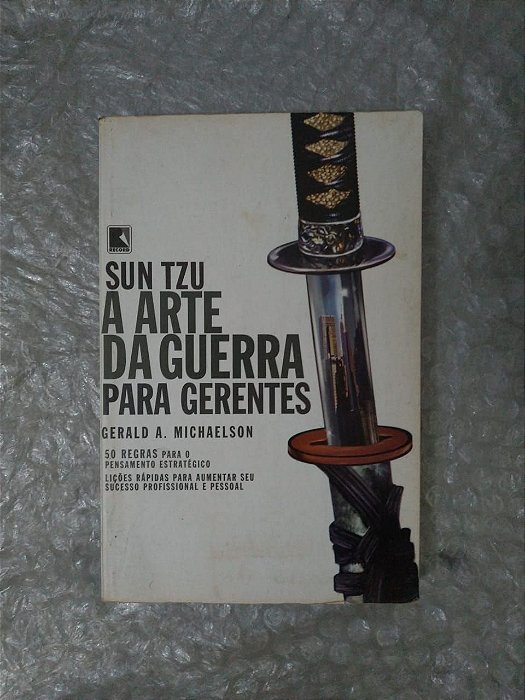 RECORD
SUN TZU
A ARTE
DA GUERRA
PARA GERENTES
GERALD A. MICHAELSON
50 REGRAS PARA O
PENSAMENTO ESTRATÉGICO
LIÇÕES RÁPIDAS PARA AUMENTAR SEU
SUCESSO PROFISSIONAL E PESSOAL